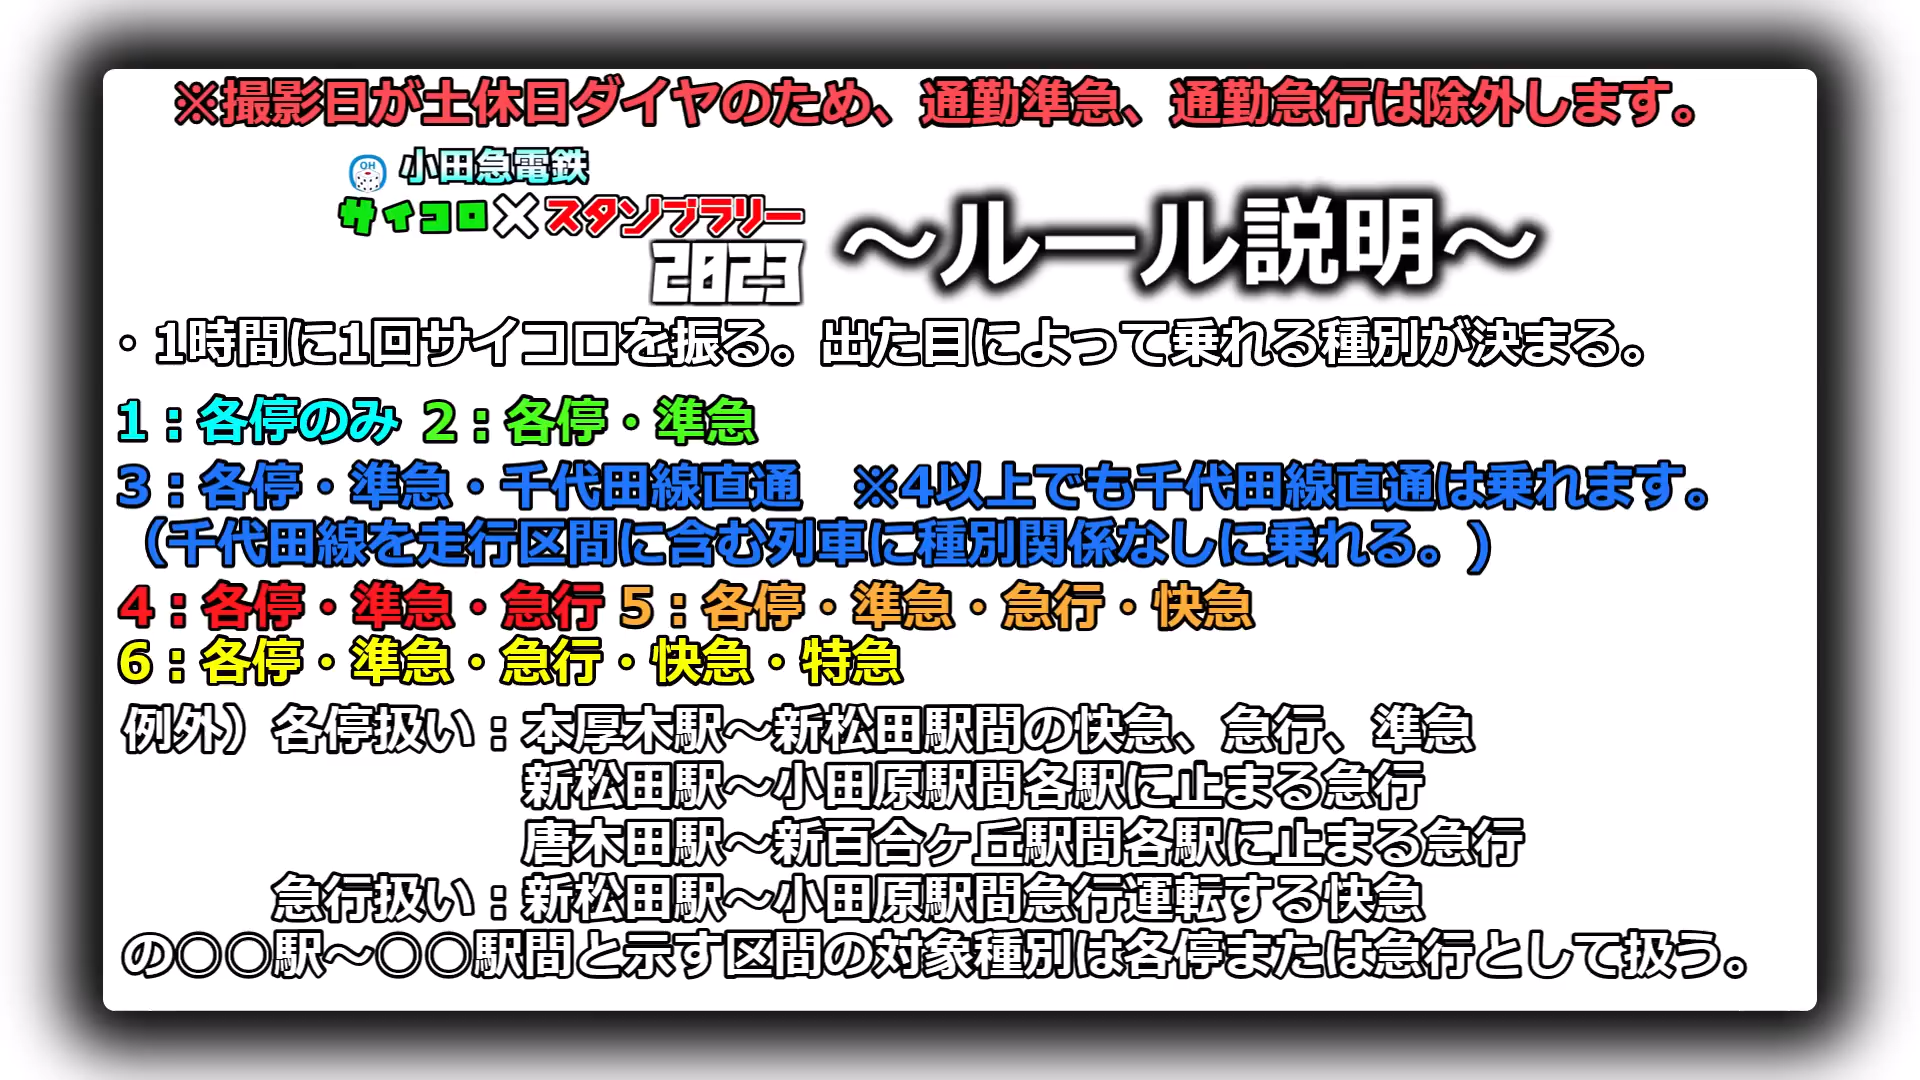 ※撮影日が土休日ダイヤのため、通勤準急、通勤急行は除外します。
OH 小田急電鉄
サイコロ×スタンプラリー
2023
～ルール説明～
・1時間に1回サイコロを振る。出た目によって乗れる種別が決まる。
1：各停のみ 2：各停・準急
3：各停・準急・千代田線直通　※4以上でも千代田線直通は乗れます。
（千代田線を走行区間に含む列車に種別関係なしに乗れる。)
4：各停・準急・急行 5：各停・準急・急行・快急
6：各停・準急・急行・快急・特急
例外）各停扱い：本厚木駅～新松田駅間の快急、急行、準急
新松田駅～小田原駅間各駅に止まる急行
唐木田駅～新百合ヶ丘駅間各駅に止まる急行
急行扱い：新松田駅～小田原駅間急行運転する快急
の○○駅～○○駅間と示す区間の対象種別は各停または急行として扱う。